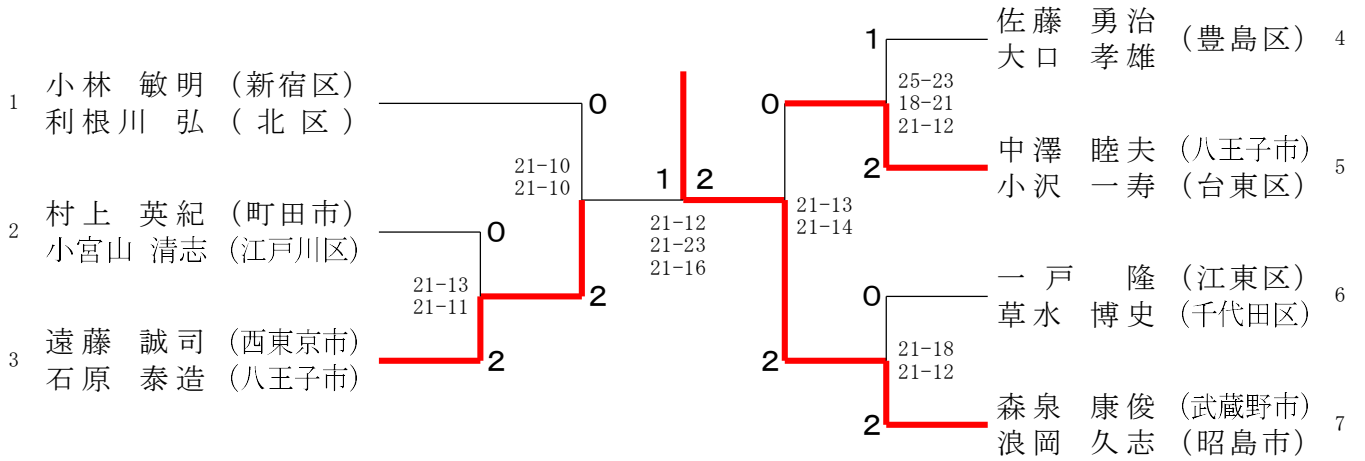 1 小林 敏明 (新宿区)
利根川 弘 (北区)
0
21-10
21-10
2 村上 英紀 (町田市)
小宮山 清志 (江戸川区)
0
21-13
21-11
2
3 遠藤 誠司 (西東京市)
石原 泰造 (八王子市)
2
1 2
21-12
21-23
21-16
佐藤 勇治 (豊島区) 4
大口 孝雄
1
25-23
18-21
21-12
0
中澤 睦夫 (八王子市) 5
小沢 一寿 (台東区)
2
21-13
21-14
一戸 隆 (江東区) 6
草水 博史 (千代田区)
0
21-18
21-12
2
森泉 康俊 (武蔵野市) 7
浪岡 久志 (昭島市)
2